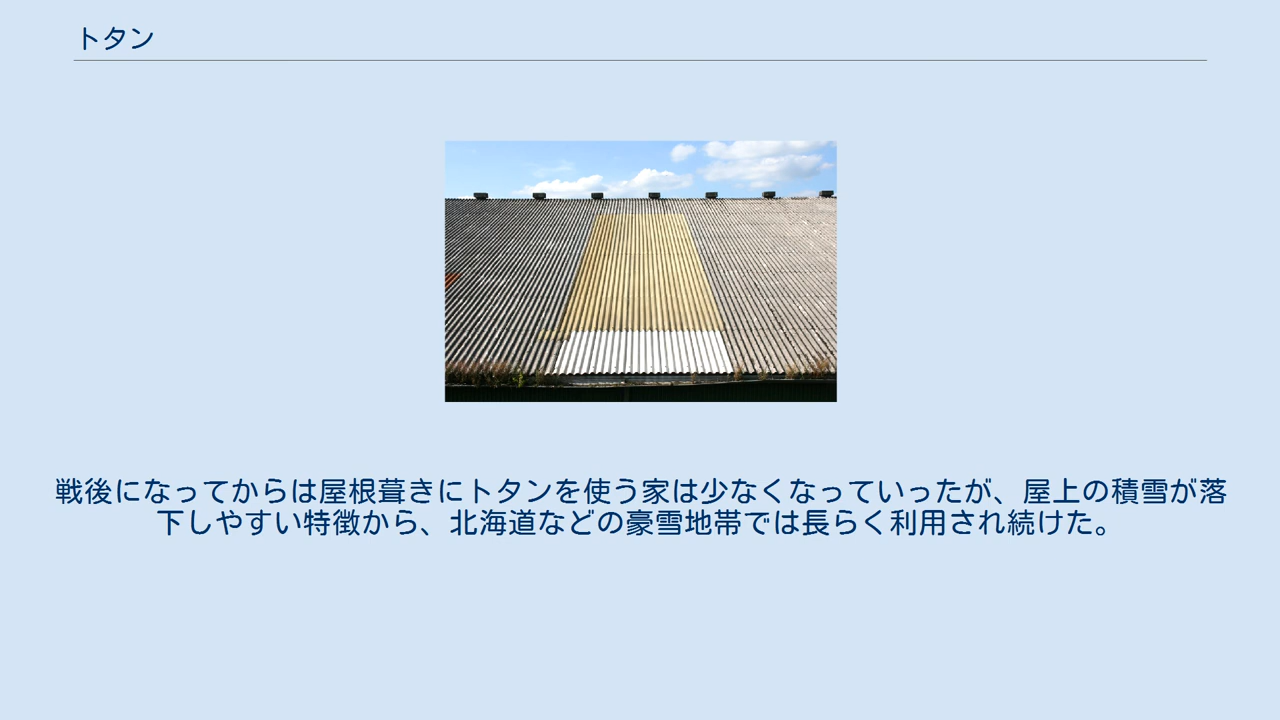 トタン
戦後になってからは屋根葺きにトタンを使う家は少なくなっていったが、屋上の積雪が落
下しやすい特徴から、北海道などの豪雪地帯では長らく利用され続けた。